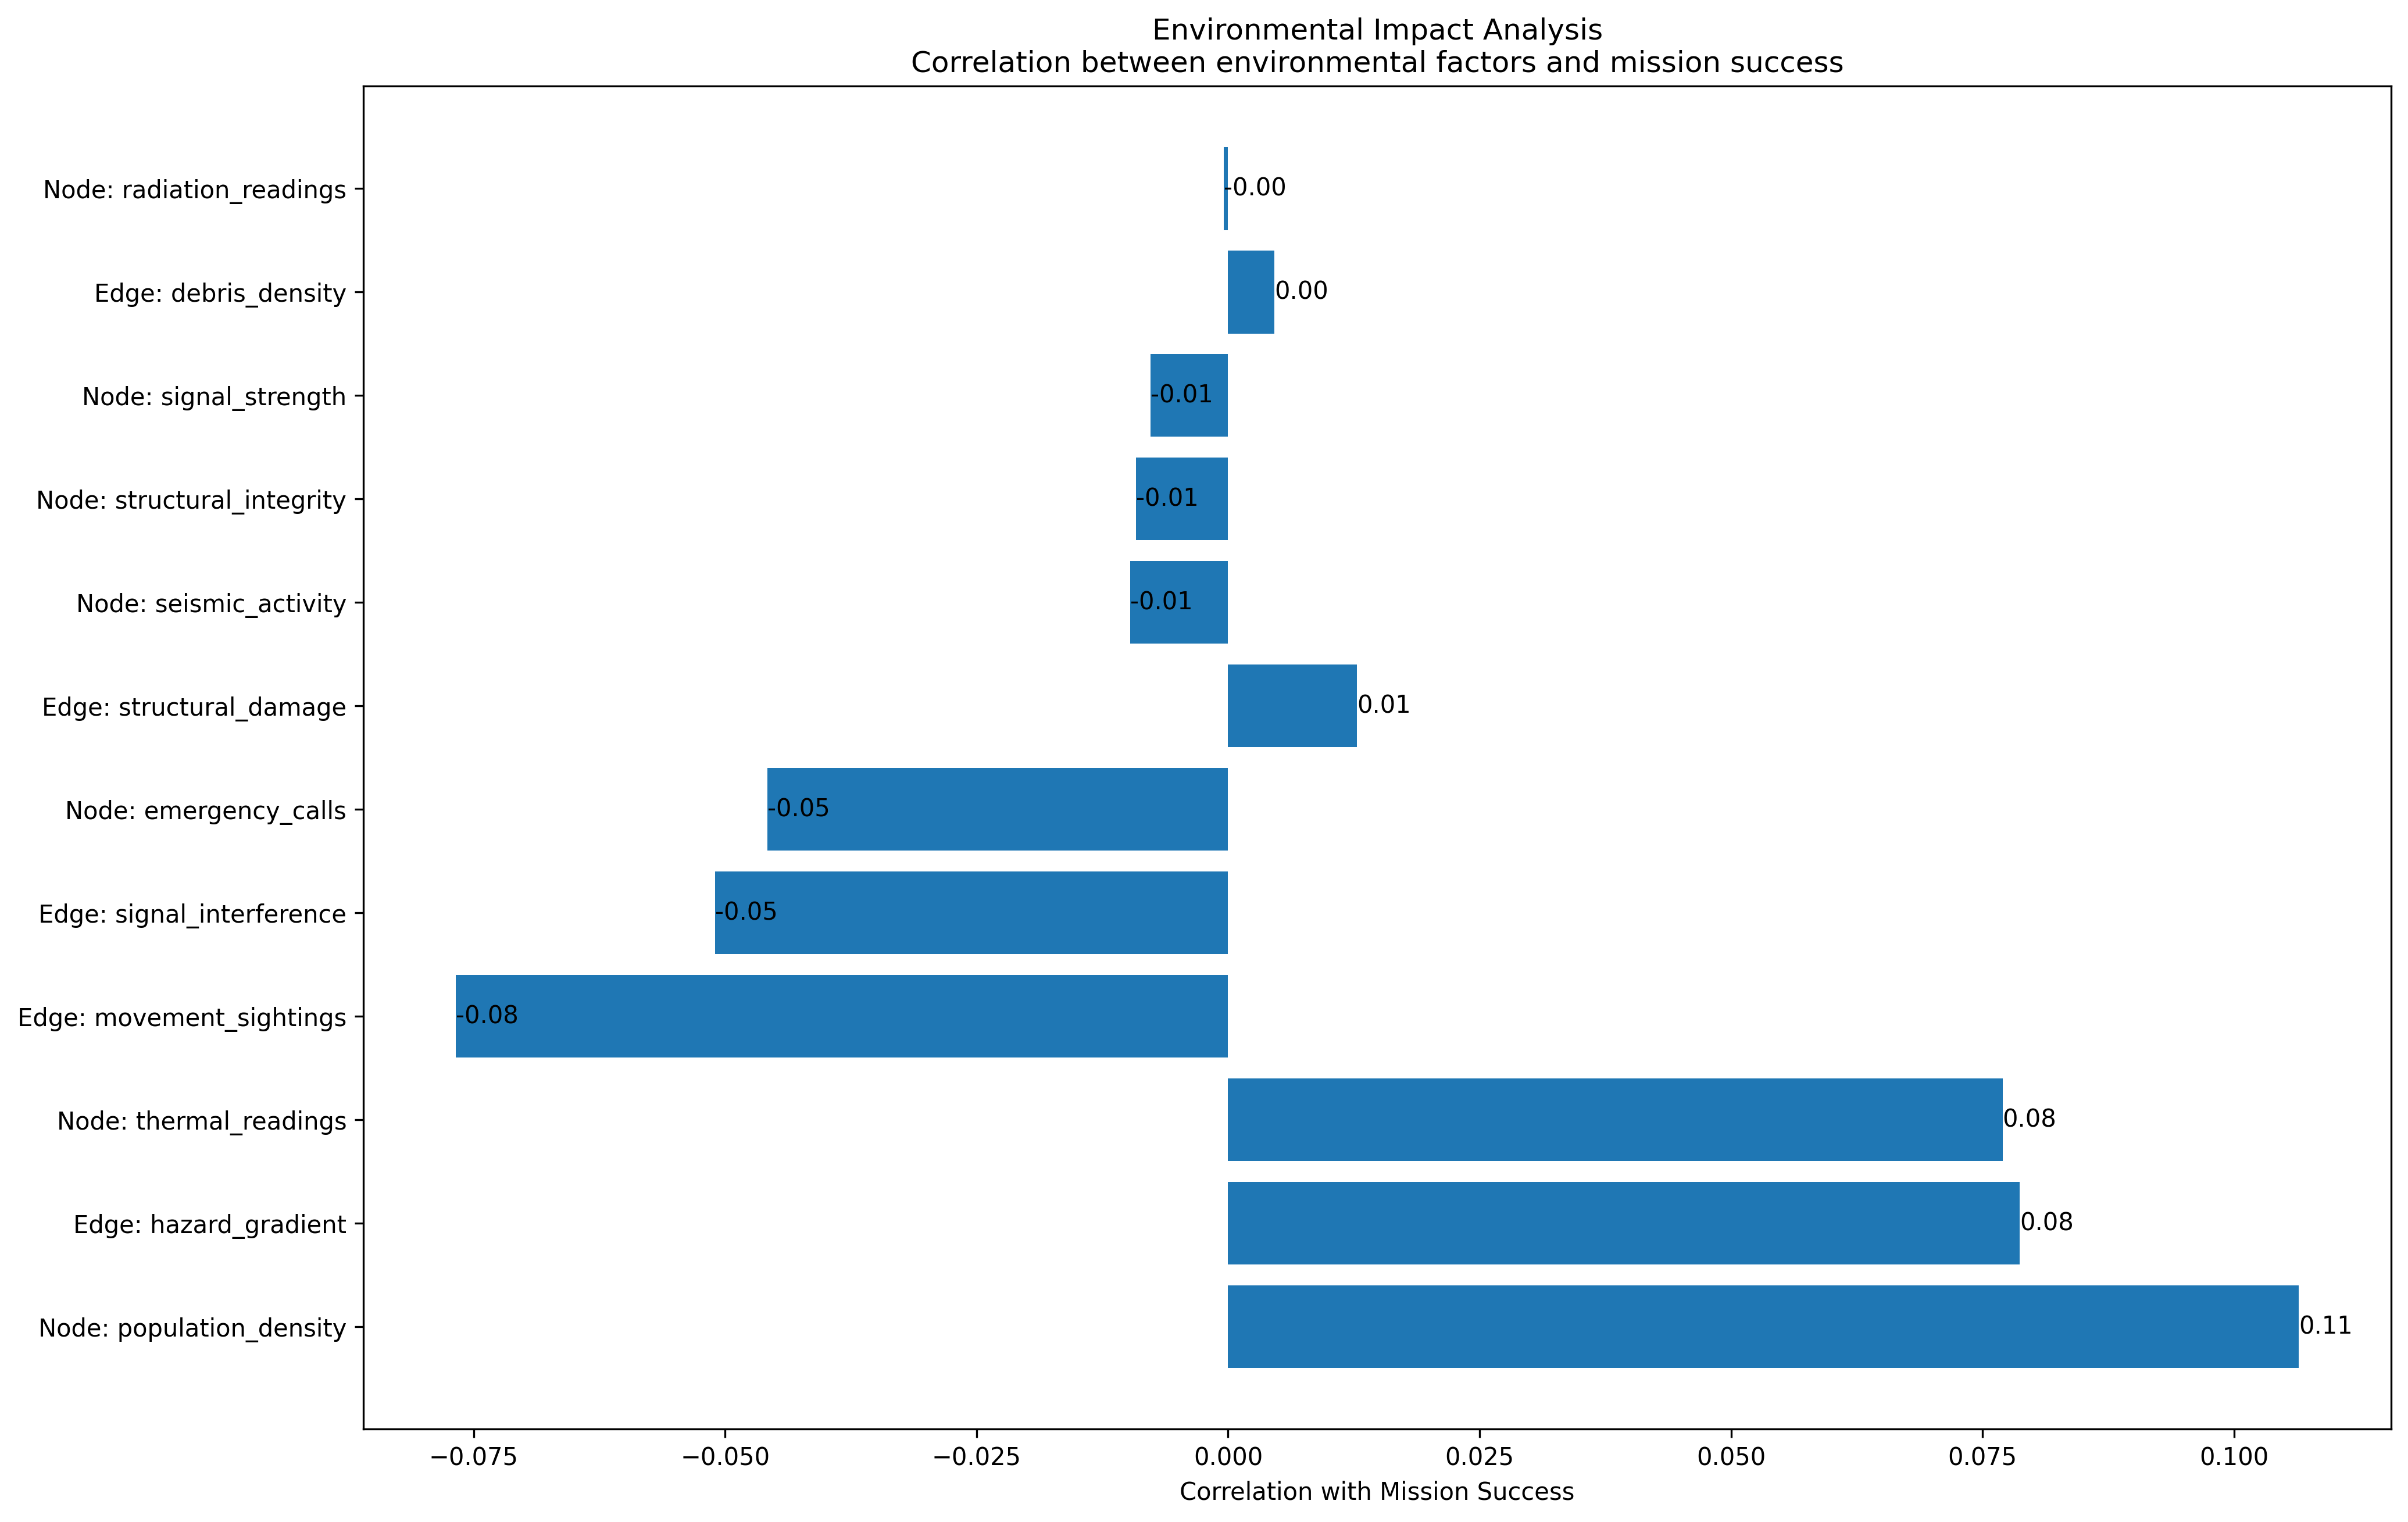 Environmental Impact Analysis
Correlation between environmental factors and mission success
Node: radiation_readings
-0.00
Edge: debris_density
0.00
Node: signal_strength
-0.01
Node: structural_integrity
-0.01
Node: seismic_activity
-0.01
Edge: structural_damage
0.01
Node: emergency_calls
-0.05
Edge: signal_interference
-0.05
Edge: movement_sightings
-0.08
Node: thermal_readings
0.08
Edge: hazard_gradient
0.08
Node: population_density
0.11
−0.075 −0.050 −0.025 0.000 0.025 0.050 0.075 0.100
Correlation with Mission Success